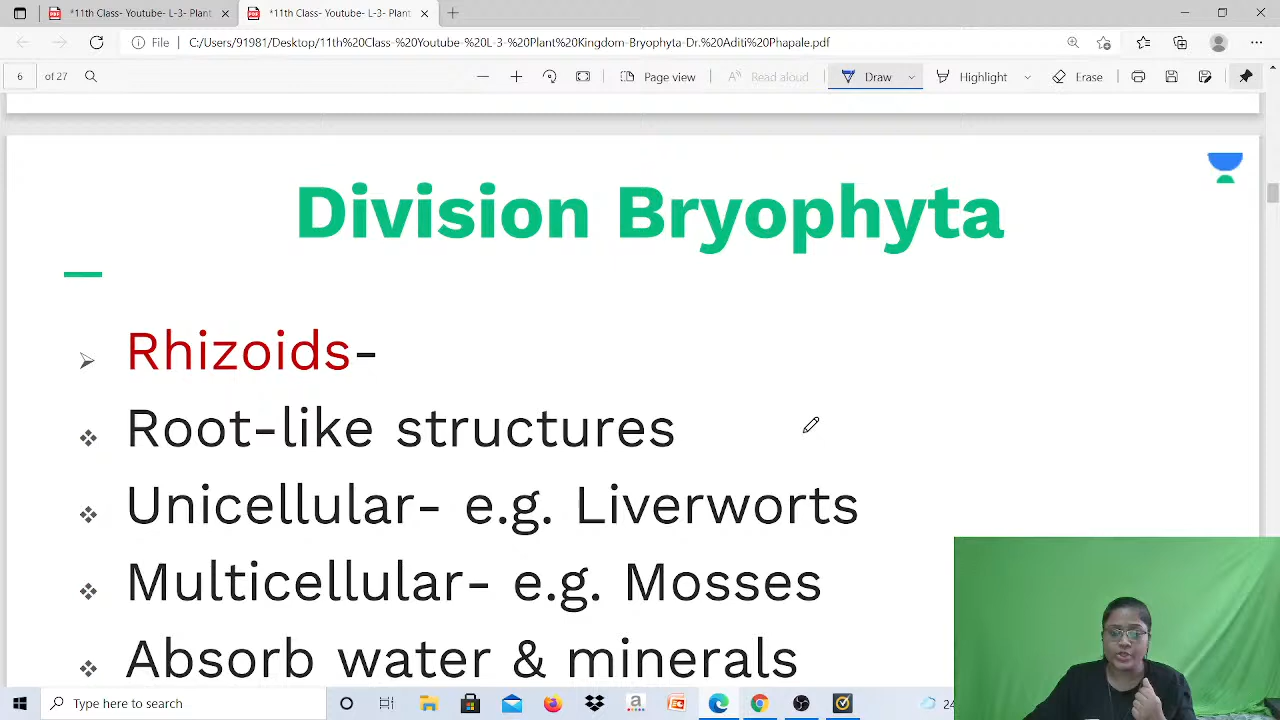 *11th Class- Youtube- L-3- Plant
*11th Class- Youtube- L-3- Plant
File
C:/Users/91981/Desktop/11th%20Class-%20Youtube-%20L-3 %20Plant%20Kingdom-Bryophyta-Dr.%20Aditi%20Phapale.pdf
6 of 27
Page view
Read aloud
Draw
Highlight
Erase
Division Bryophyta
Rhizoids-
Root-like structures
Unicellular- e.g. Liverworts
Multicellular- e.g. Mosses
Absorb water & minerals
Type here to search
24